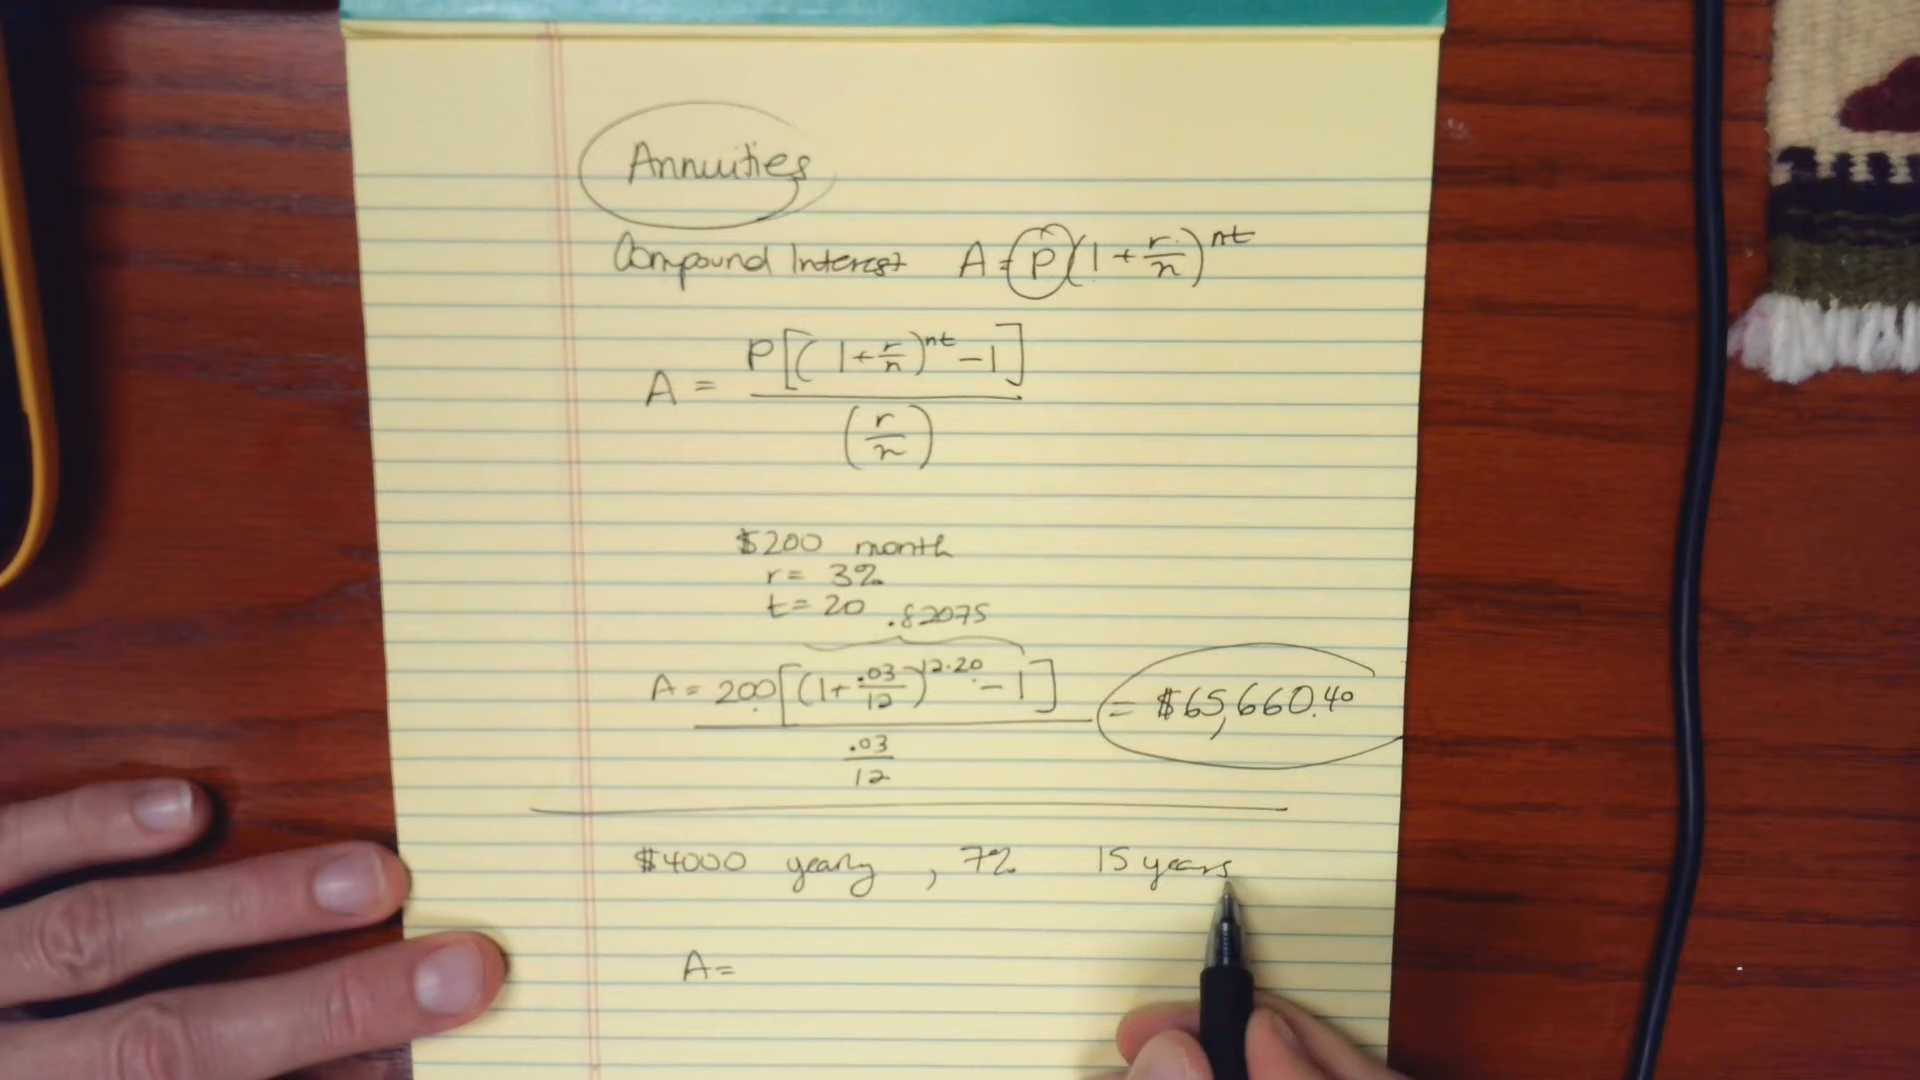 Annuities
Compound Interest A = P(1 + r/n)^nt
A = P[(1 + r/n)^nt - 1] / (r/n)
$200 month
r = 3%
t = 20
.82075
A = 200[(1 + .03/12)^12·20 - 1] / .03/12 = $65,660.40
$4000 yearly, 7% 15 years
A =